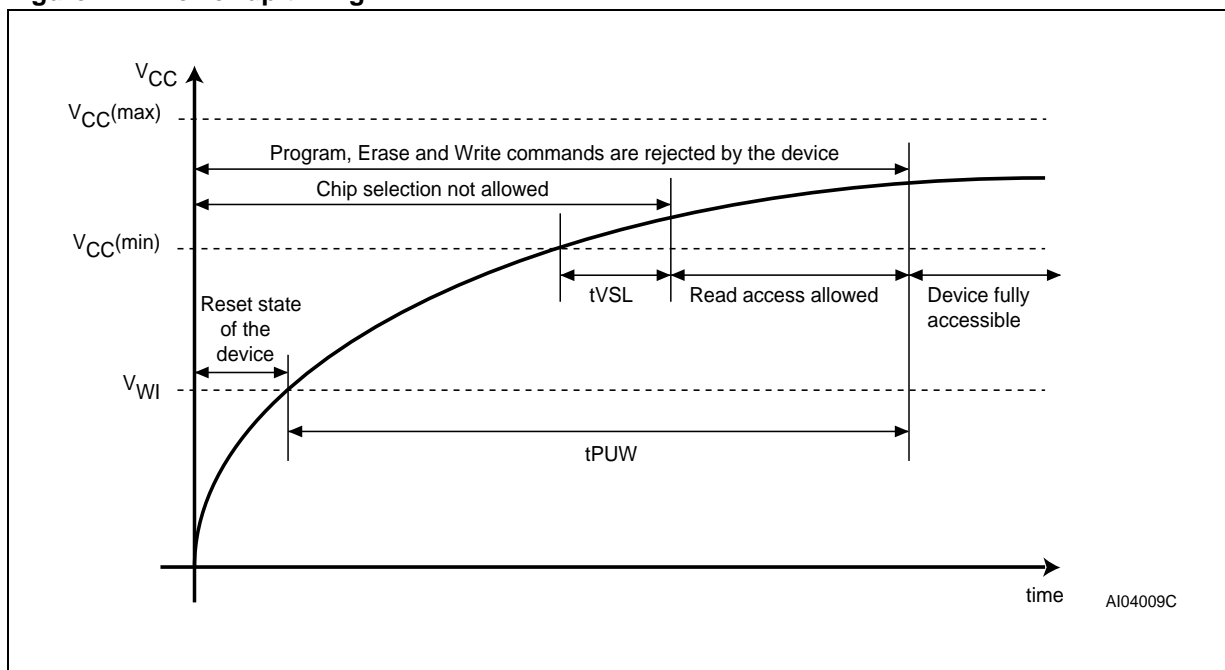 VCC
VCC(max)
Program, Erase and Write commands are rejected by the device
Chip selection not allowed
VCC(min)
tVSL
Read access allowed
Device fully
accessible
Reset state
of the
device
VWI
tPUW
time
AI04009C